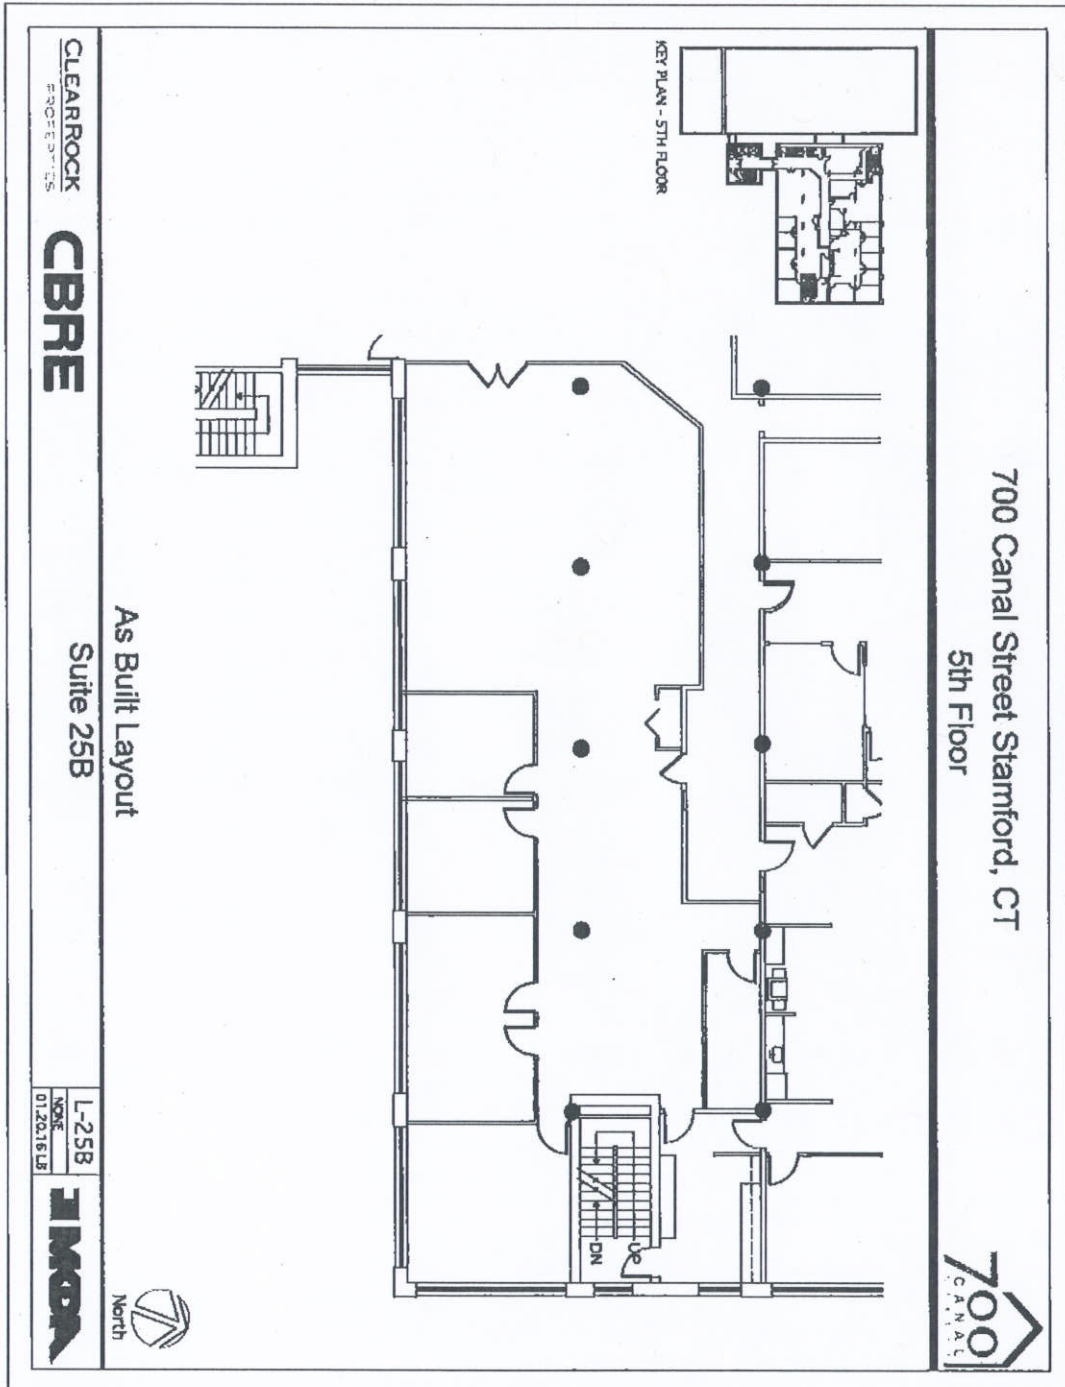 700 Canal Street Stamford, CT
5th Floor
700
CANAL
KEY PLAN - 5TH FLOOR
UP
DN
North
As Built Layout
Suite 25B
CLEARROCK
PROPERTIES
CBRE
L-25B
NONE
01.20.16 LB